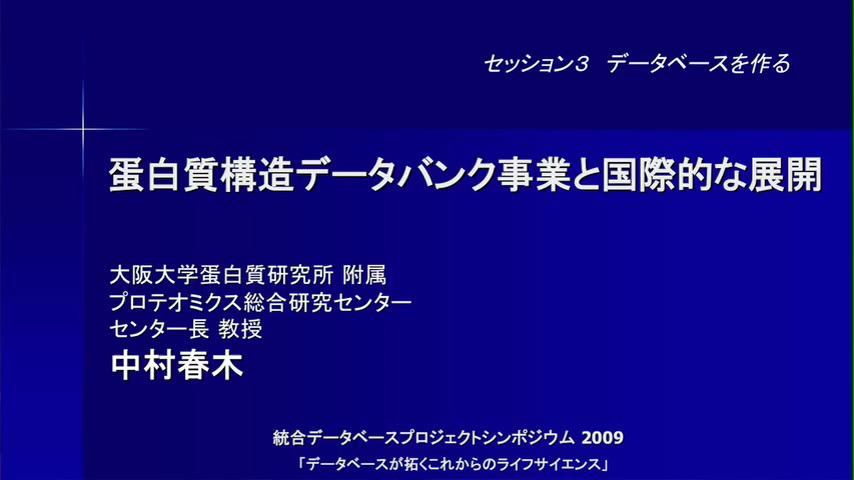 セッション３　データベースを作る
蛋白質構造データバンク事業と国際的な展開
大阪大学蛋白質研究所 附属
プロテオミクス総合研究センター
センター長 教授
中村春木
統合データベースプロジェクトシンポジウム 2009
「データベースが拓くこれからのライフサイエンス」